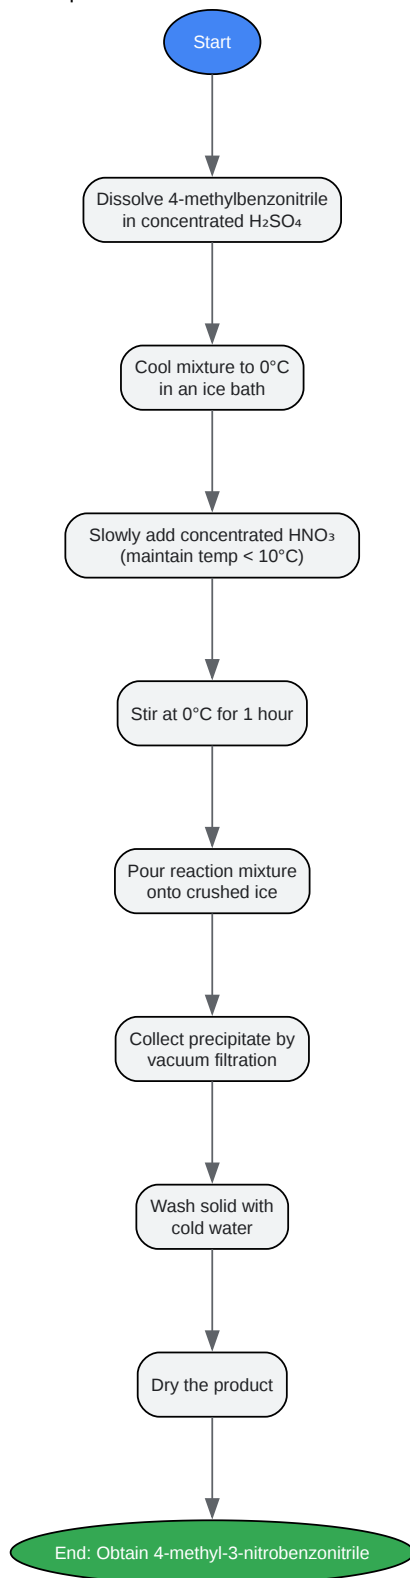 Start
Dissolve 4-methylbenzonitrile
in concentrated H₂SO₄
Cool mixture to 0°C
in an ice bath
Slowly add concentrated HNO₃
(maintain temp < 10°C)
Stir at 0°C for 1 hour
Pour reaction mixture
onto crushed ice
Collect precipitate by
vacuum filtration
Wash solid with
cold water
Dry the product
End: Obtain 4-methyl-3-nitrobenzonitrile